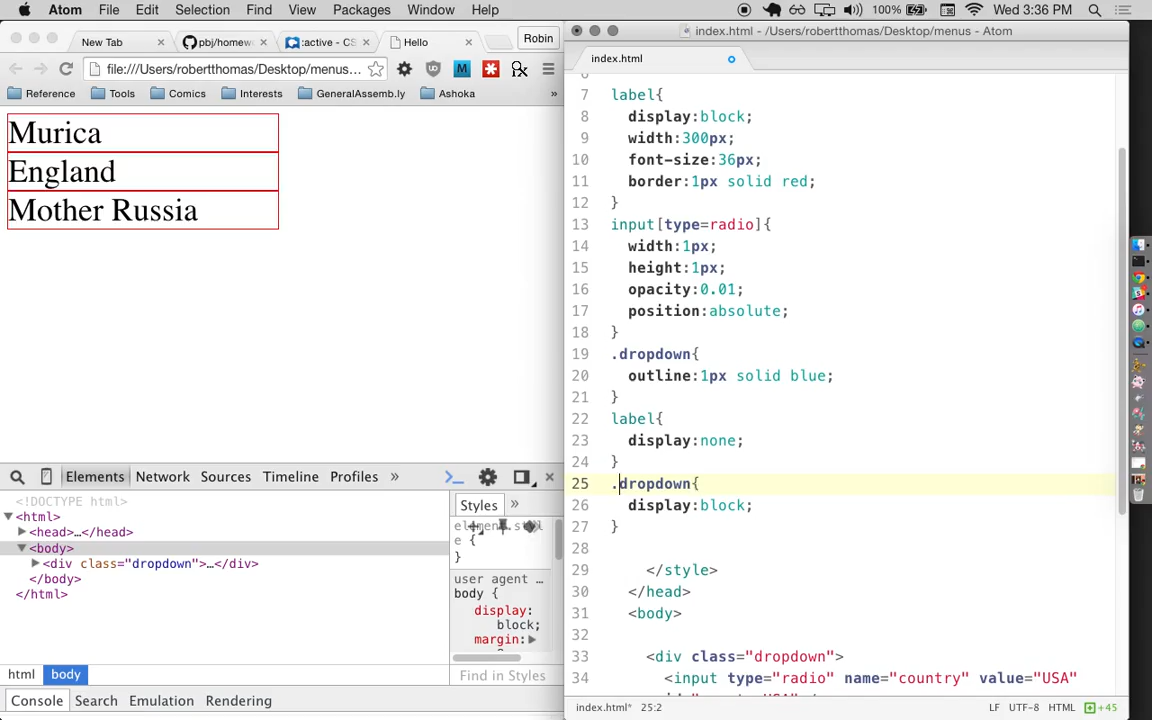 Atom File Edit Selection Find View Packages Window Help 100% Wed 3:36 PM
index.html - /Users/robertthomas/Desktop/menus - Atom
New Tab pbj/homew :active - CS Hello Robin
index.html
file:///Users/robertthomas/Desktop/menus...
Reference Tools Comics Interests GeneralAssemb.ly Ashoka »
Murica
England
Mother Russia
7 label{
8 display:block;
9 width:300px;
10 font-size:36px;
11 border:1px solid red;
12 }
13 input[type=radio]{
14 width:1px;
15 height:1px;
16 opacity:0.01;
17 position:absolute;
18 }
19 .dropdown{
20 outline:1px solid blue;
21 }
22 label{
23 display:none;
24 }
25 .dropdown{
26 display:block;
27 }
28
29 </style>
30 </head>
31 <body>
32
33 <div class="dropdown">
34 <input type="radio" name="country" value="USA"
Elements Network Sources Timeline Profiles »
<!DOCTYPE html>
<html>
<head>…</head>
<body>
<div class="dropdown">…</div>
</body>
</html>
Styles »
e {
}
user agent …
body {
display:
block;
margin:
html body
Find in Styles
Console Search Emulation Rendering
index.html* 25:2 LF UTF-8 HTML +45